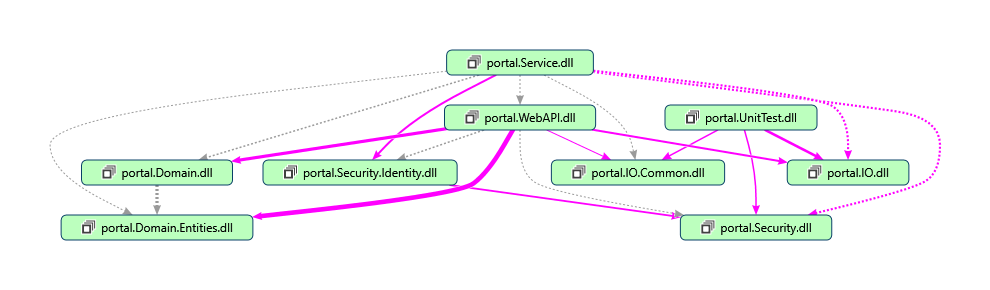 portal.Service.dll
portal.WebAPI.dll
portal.UnitTest.dll
portal.Domain.dll
portal.Security.Identity.dll
portal.IO.Common.dll
portal.IO.dll
portal.Domain.Entities.dll
portal.Security.dll